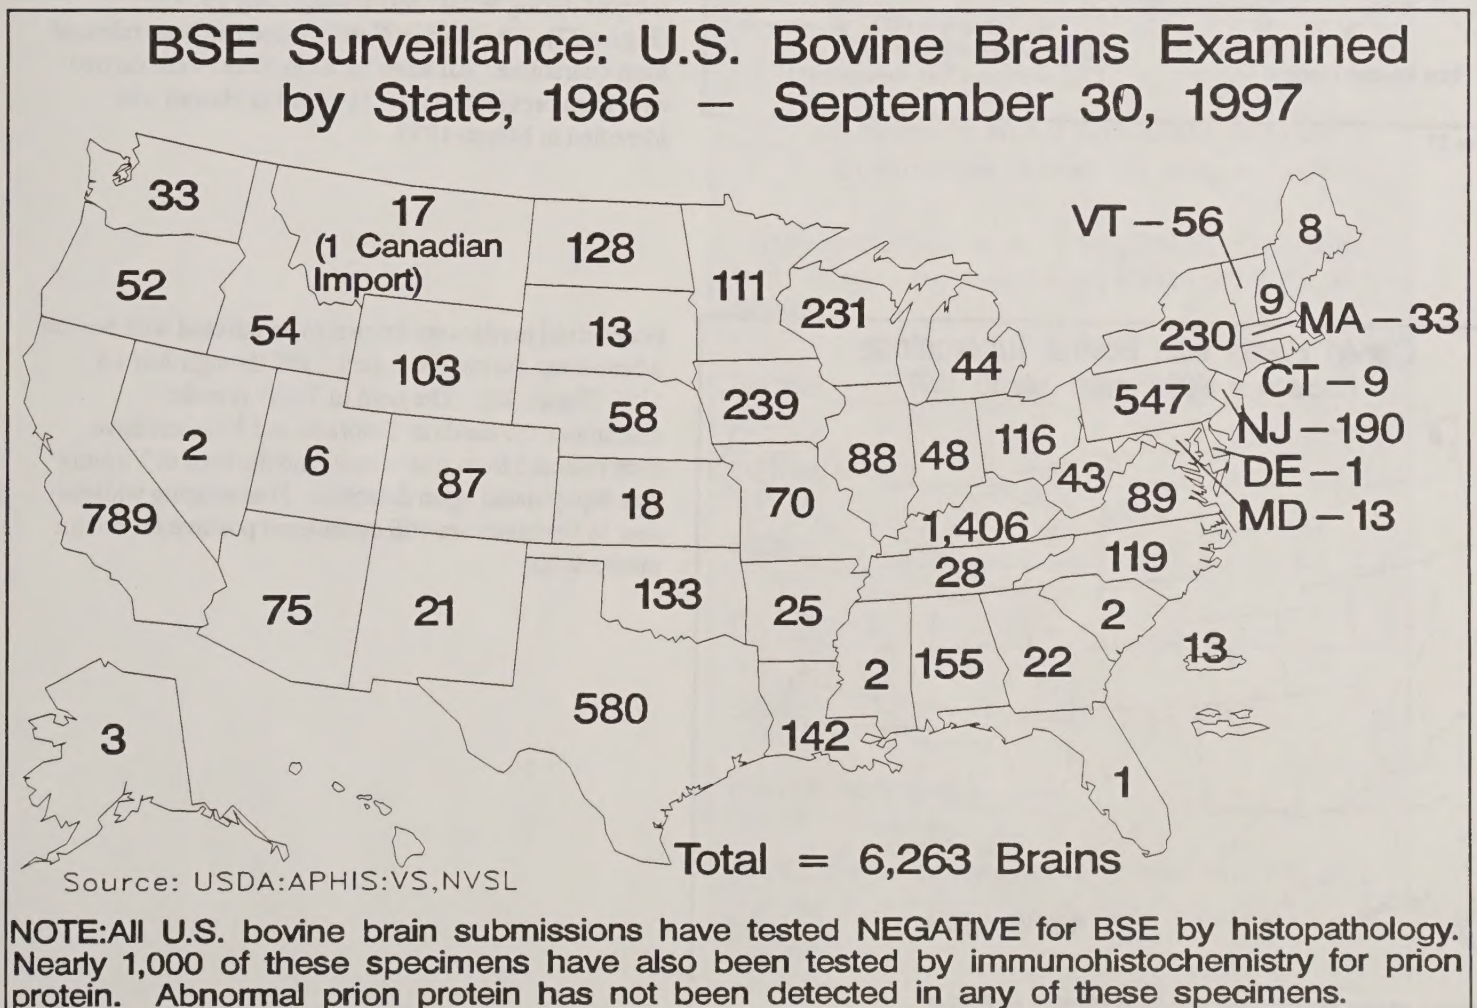 BSE Surveillance: U.S. Bovine Brains Examined
by State, 1986 – September 30, 1997
33
17
(1 Canadian
Import)
128
VT – 56
8
52
111
231
9
54
13
230
MA – 33
103
44
CT – 9
58
239
547
NJ – 190
2
6
87
88
48
116
43
DE – 1
789
18
70
89
MD – 13
1,406
119
28
75
21
133
25
2
13
2
155
22
580
142
3
1
Total = 6,263 Brains
Source: USDA:APHIS:VS,NVSL
NOTE:All U.S. bovine brain submissions have tested NEGATIVE for BSE by histopathology.
Nearly 1,000 of these specimens have also been tested by immunohistochemistry for prion
protein. Abnormal prion protein has not been detected in any of these specimens.